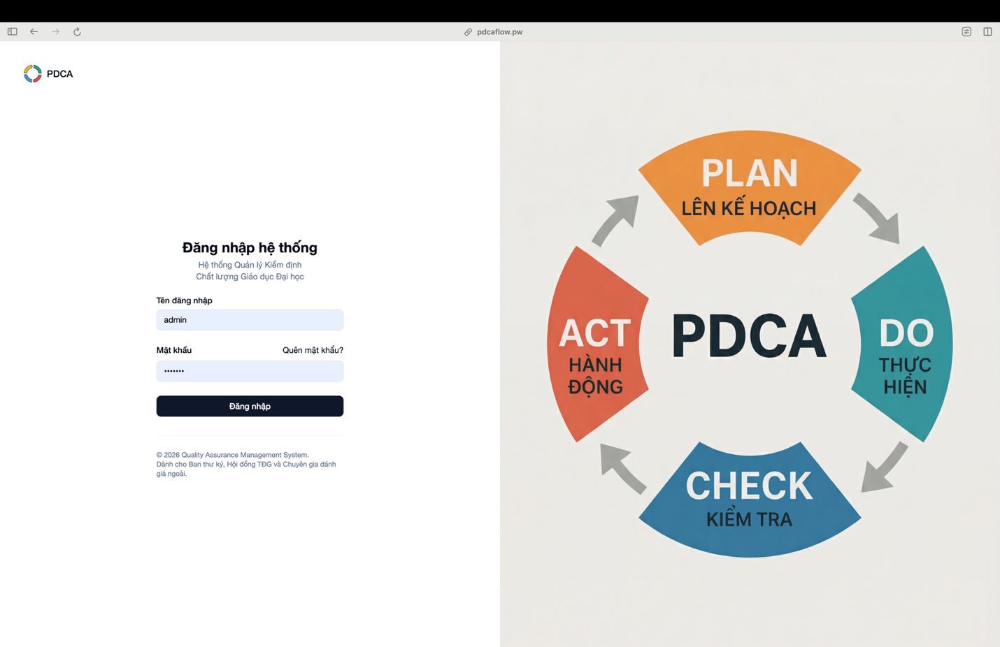 pdcaflow.pw
PDCA
Đăng nhập hệ thống
Hệ thống Quản lý Kiểm định
Chất lượng Giáo dục Đại học
Tên đăng nhập
admin
Mật khẩu
Quên mật khẩu?
•••••••
Đăng nhập
© 2026 Quality Assurance Management System.
Dành cho Ban thư ký, Hội đồng TĐG và Chuyên gia đánh
giá ngoài.
PLAN
LÊN KẾ HOẠCH
ACT
HÀNH
ĐỘNG
PDCA
DO
THỰC
HIỆN
CHECK
KIỂM TRA